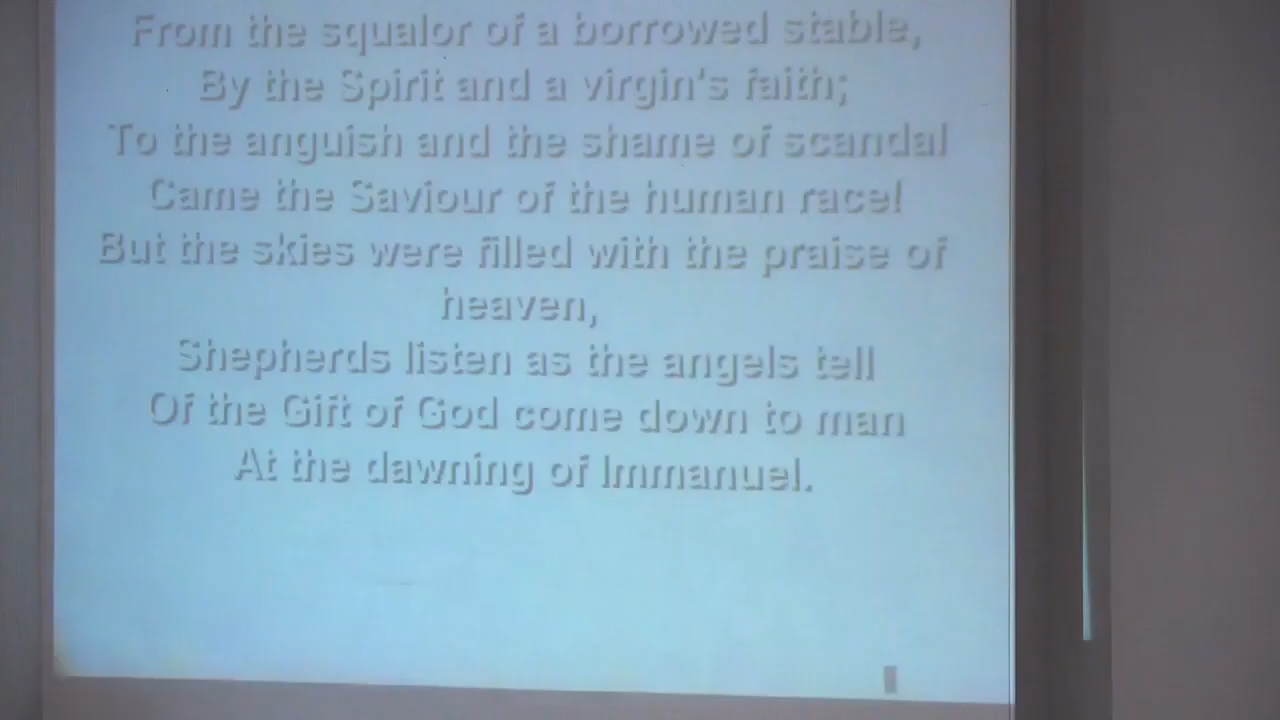 From the squalor of a borrowed stable,
By the Spirit and a virgin's faith;
To the anguish and the shame of scandal
Came the Saviour of the human race!
But the skies were filled with the praise of
heaven,
Shepherds listen as the angels tell
Of the Gift of God come down to man
At the dawning of Immanuel.